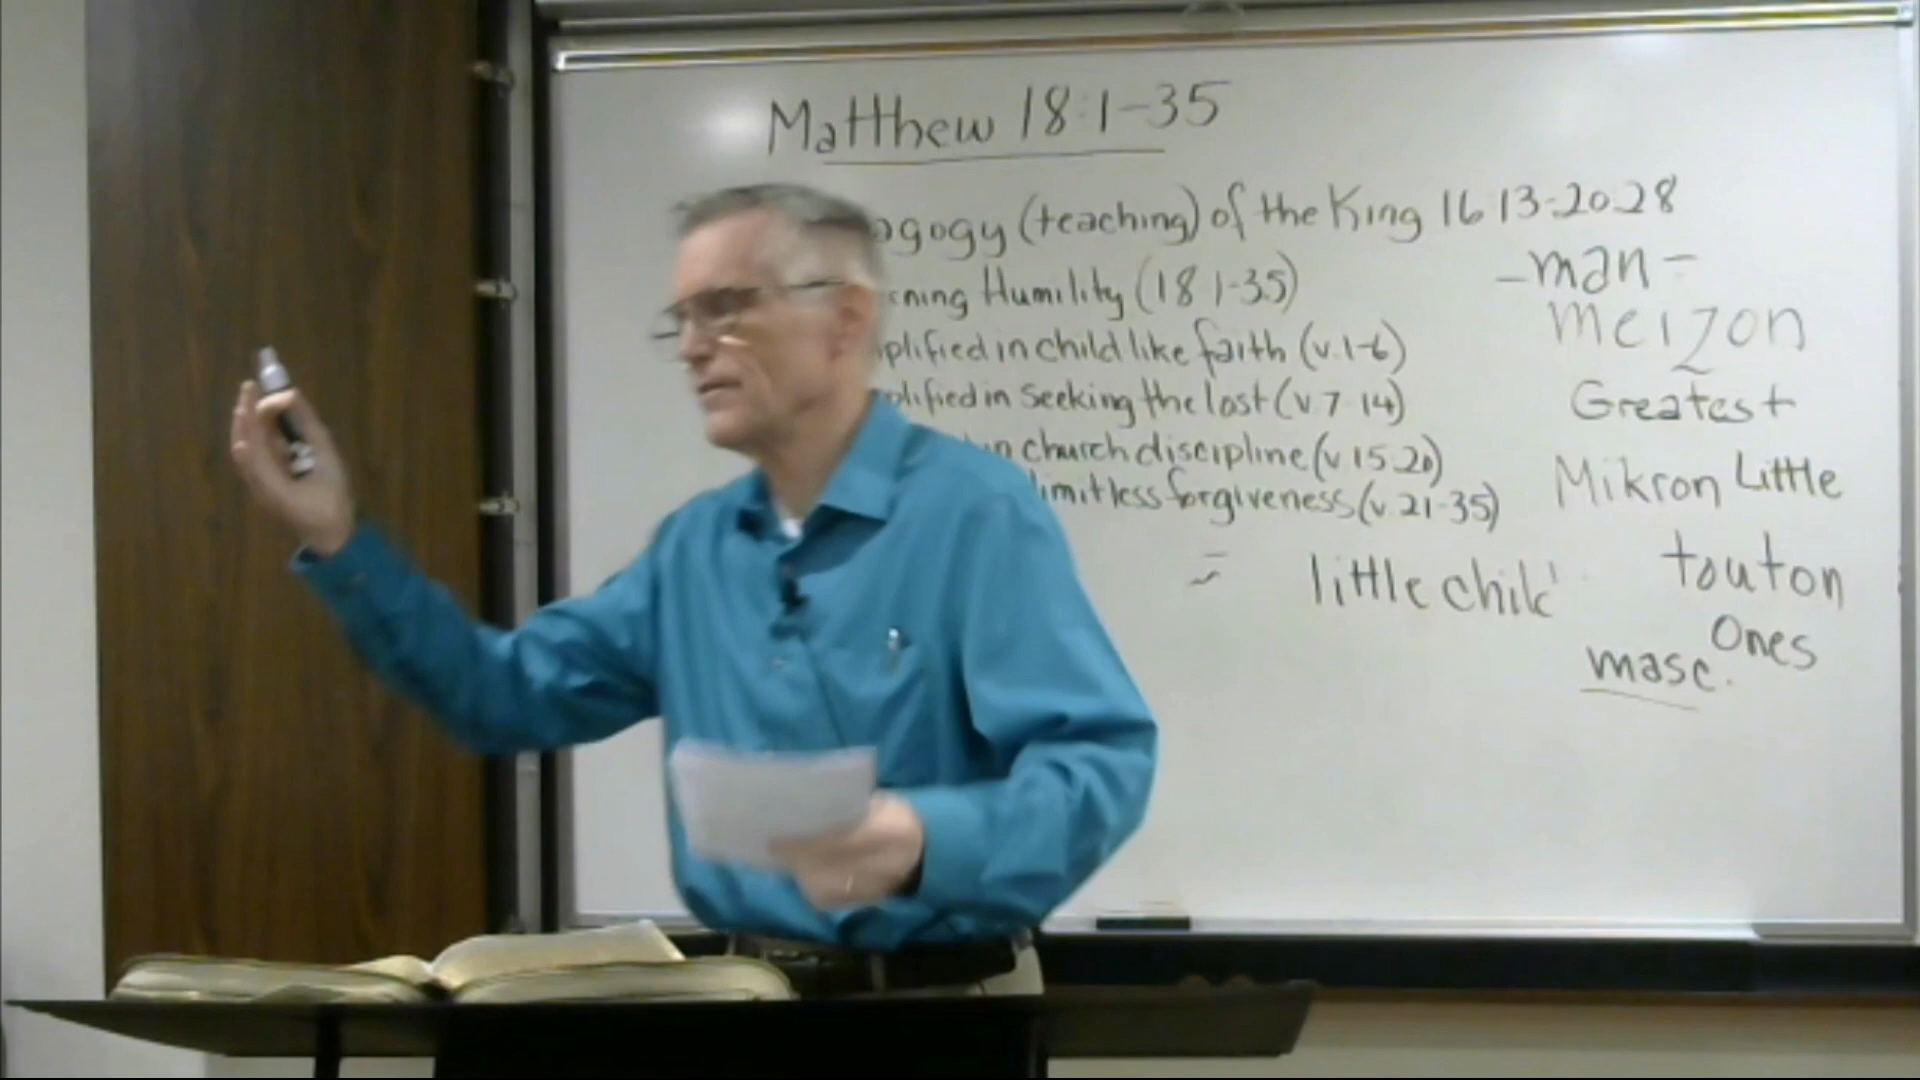 Matthew 18:1-35
agogy (teaching) of the King 16 13-20 28
-man-
rning Humility (18 1-35)
meizon
plified in child like faith (v. 1-6)
Greatest
plified in seeking the lost (v 7-14)
in church discipline (v 15-20)
Mikron Little
limitless forgiveness (v. 21-35)
= little child
touton
Ones
masc.